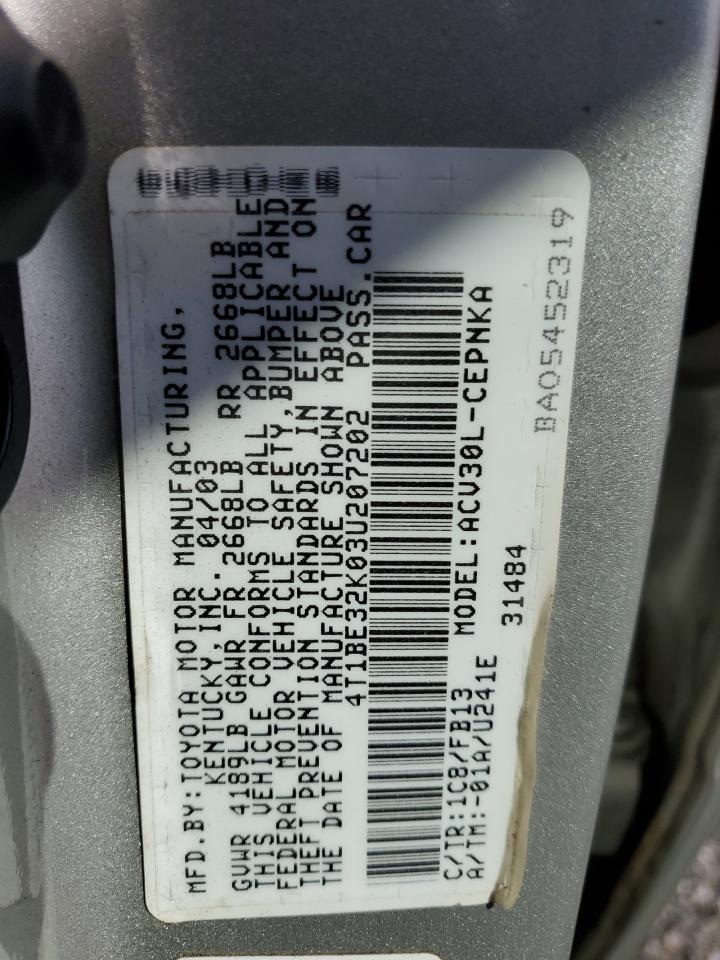 MFD.BY:TOYOTA MOTOR MANUFACTURING,
KENTUCKY,INC. 04/03
GVWR 4189LB GAWR FR 2668LB RR 2668LB
THIS VEHICLE CONFORMS TO ALL APPLICABLE
FEDERAL MOTOR VEHICLE SAFETY,BUMPER AND
THEFT PREVENTION STANDARDS IN EFFECT ON
THE DATE OF MANUFACTURE SHOWN ABOVE
4T1BE32K03U207202 PASS.CAR
C/TR:1C8/FB13 MODEL:ACV30L-CEPNKA
A/TM:-01A/U241E 31484
BA05452319